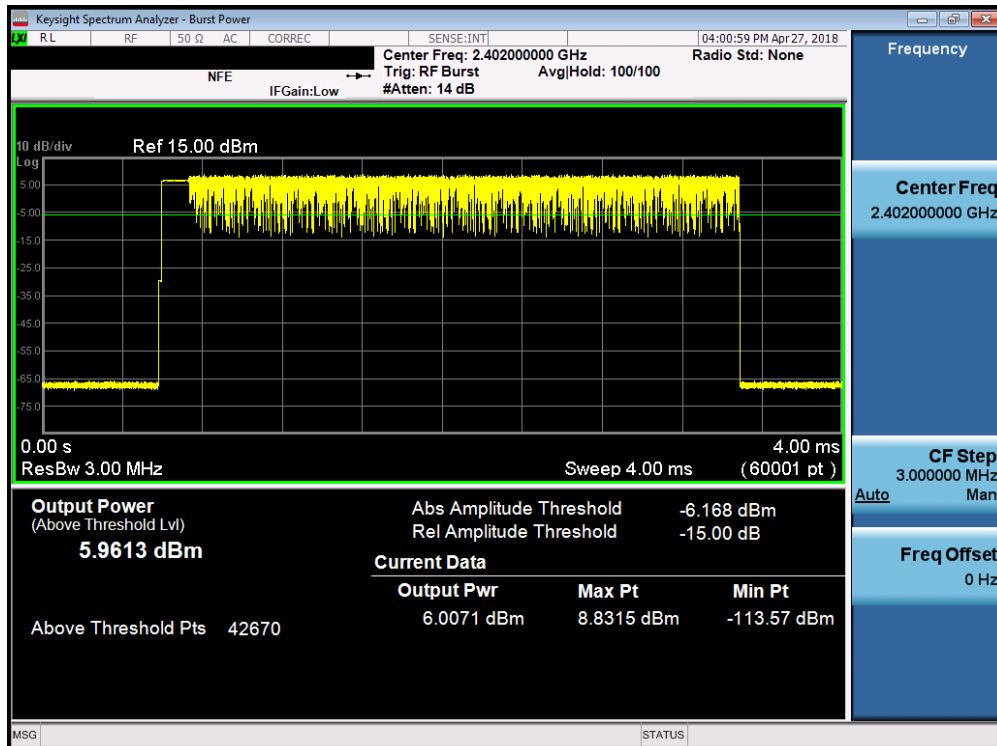 Keysight Spectrum Analyzer - Burst Power
LXI RL RF 50 Ω AC CORREC SENSE:INT 04:00:59 PM Apr 27, 2018
Center Freq: 2.402000000 GHz Radio Std: None
NFE Trig: RF Burst Avg|Hold: 100/100
IFGain:Low #Atten: 14 dB
Frequency
10 dB/div Ref 15.00 dBm
Log
5.00
-5.00
-15.0
-25.0
-35.0
-45.0
-55.0
-65.0
-75.0
0.00 s 4.00 ms
ResBw 3.00 MHz Sweep 4.00 ms (60001 pt)
Center Freq
2.402000000 GHz
CF Step
3.000000 MHz
Auto Man
Freq Offset
0 Hz
Output Power
(Above Threshold Lvl)
5.9613 dBm
Above Threshold Pts 42670
Abs Amplitude Threshold -6.168 dBm
Rel Amplitude Threshold -15.00 dB
Current Data
Output Pwr Max Pt Min Pt
6.0071 dBm 8.8315 dBm -113.57 dBm
MSG STATUS